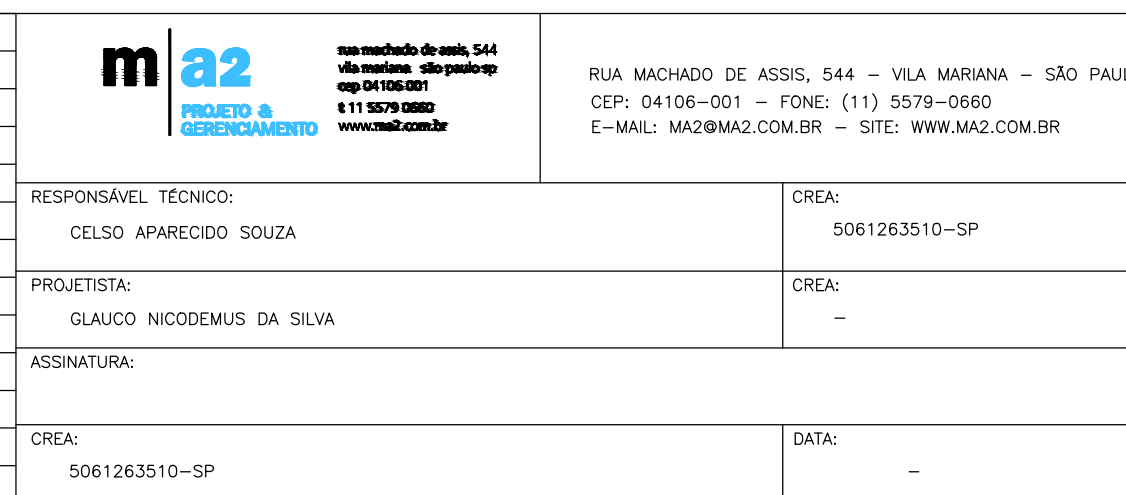 m a2
PROJETO &
GERENCIAMENTO
rua machado de assis, 544
vila mariana são paulo sp
cep 04106 001
t 11 5579 0660
www.ma2.com.br
RUA MACHADO DE ASSIS, 544 – VILA MARIANA – SÃO PAUL
CEP: 04106–001 – FONE: (11) 5579–0660
E–MAIL: MA2@MA2.COM.BR – SITE: WWW.MA2.COM.BR
RESPONSÁVEL TÉCNICO:
CELSO APARECIDO SOUZA
CREA:
5061263510–SP
PROJETISTA:
GLAUCO NICODEMUS DA SILVA
CREA:
–
ASSINATURA:
CREA:
5061263510–SP
DATA:
–